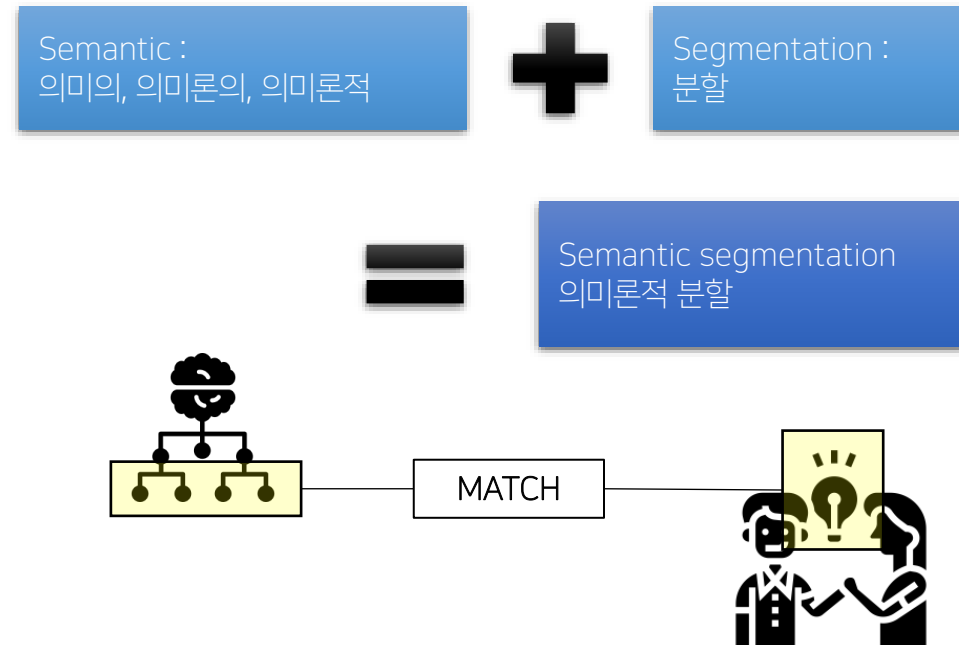 Semantic :
의미의, 의미론의, 의미론적
Segmentation :
분할
Semantic segmentation
의미론적 분할
MATCH